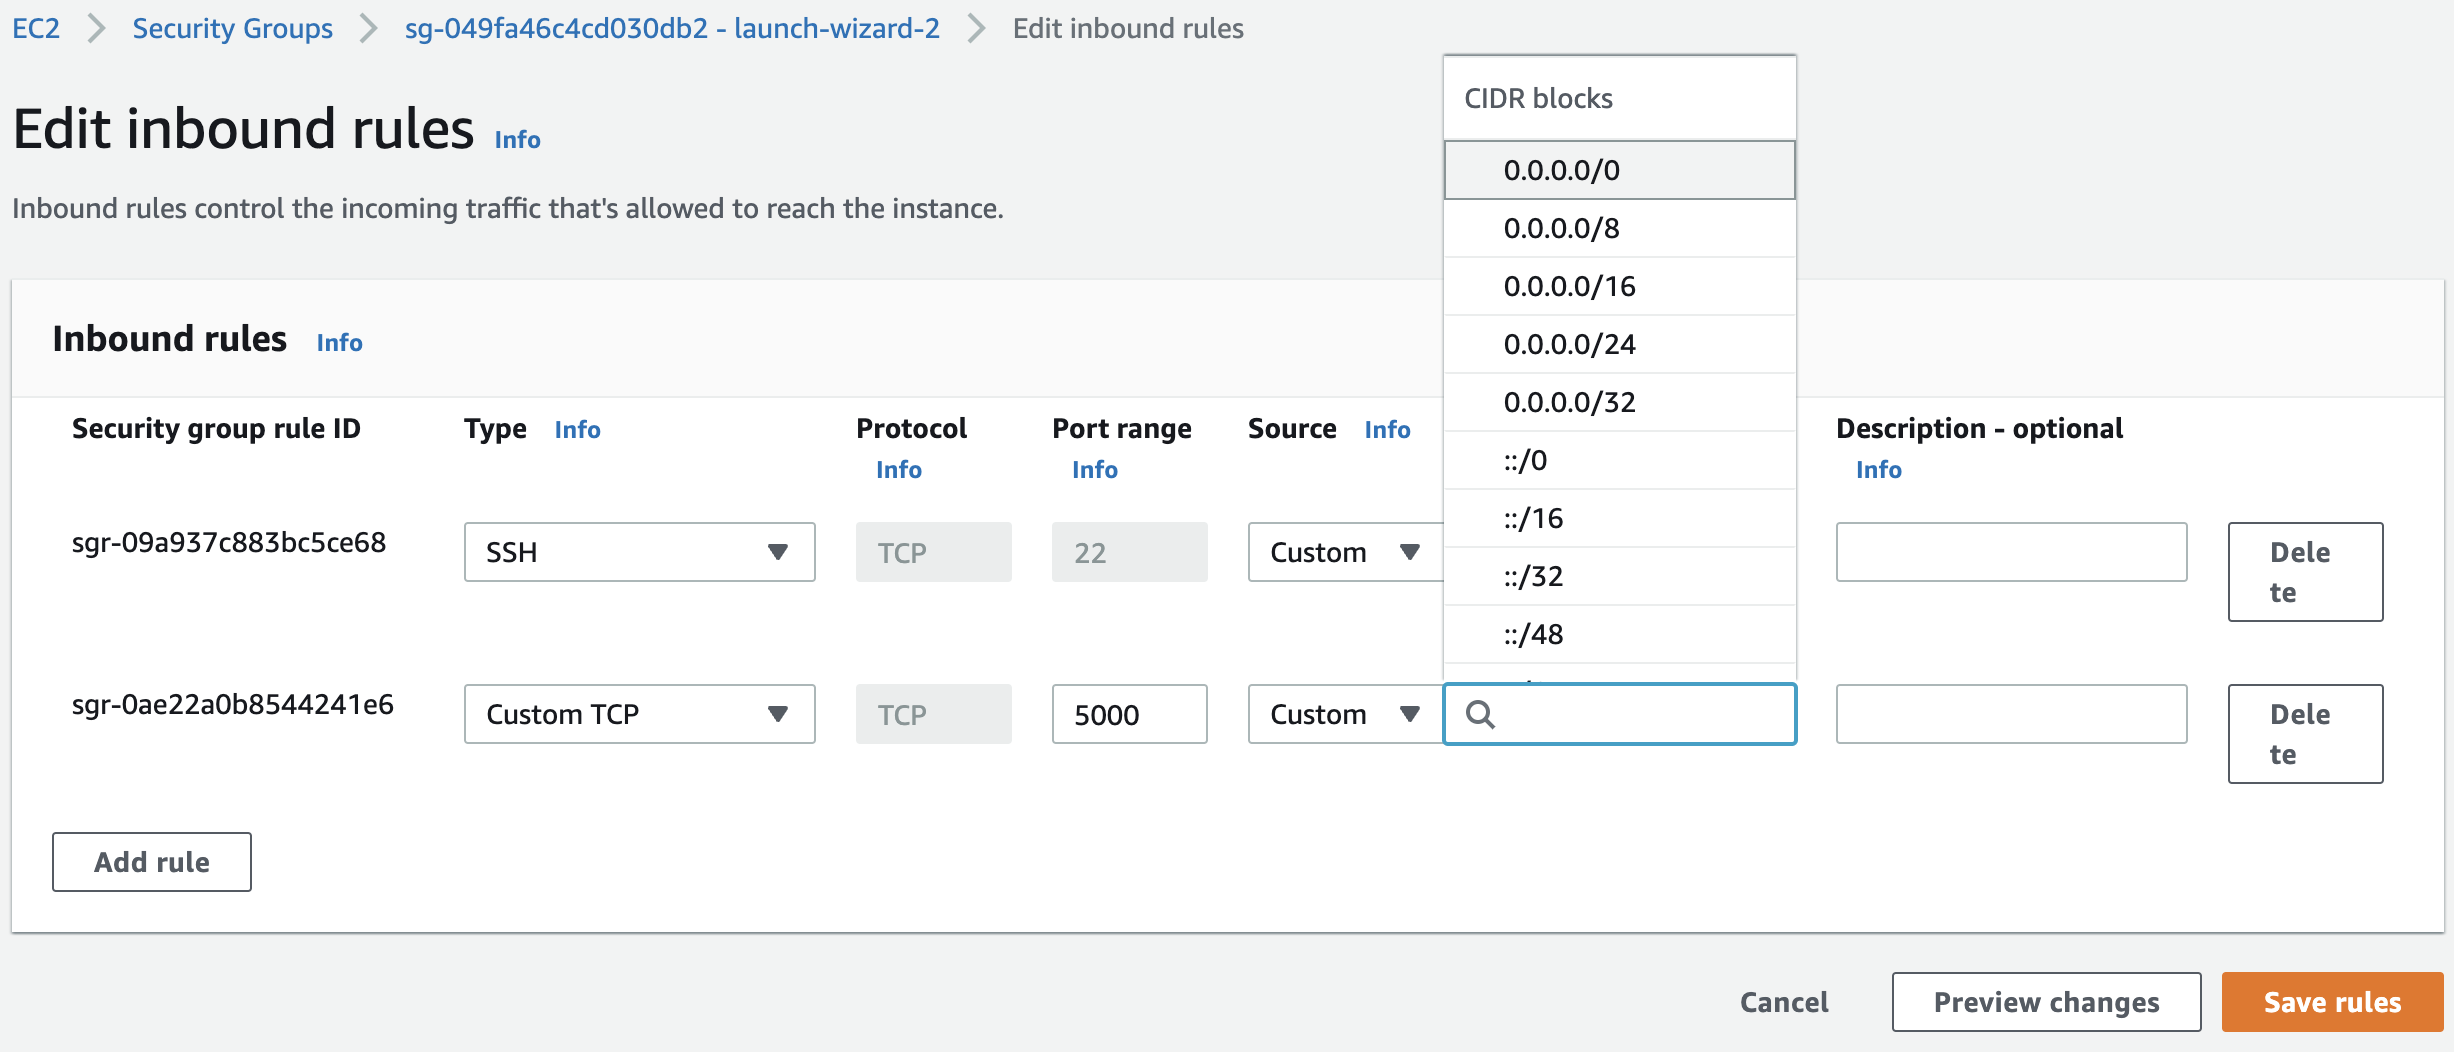 EC2 Security Groups sg-049fa46c4cd030db2 - launch-wizard-2 Edit inbound rules
Edit inbound rules Info
Inbound rules control the incoming traffic that's allowed to reach the instance.
CIDR blocks
0.0.0.0/0
0.0.0.0/8
0.0.0.0/16
0.0.0.0/24
0.0.0.0/32
::/0
::/16
::/32
::/48
Inbound rules Info
Security group rule ID
Type Info
Protocol
Info
Port range
Info
Source Info
Description - optional
Info
sgr-09a937c883bc5ce68
SSH
TCP
22
Custom
Dele
te
sgr-0ae22a0b8544241e6
Custom TCP
TCP
5000
Custom
Dele
te
Add rule
Cancel
Preview changes
Save rules